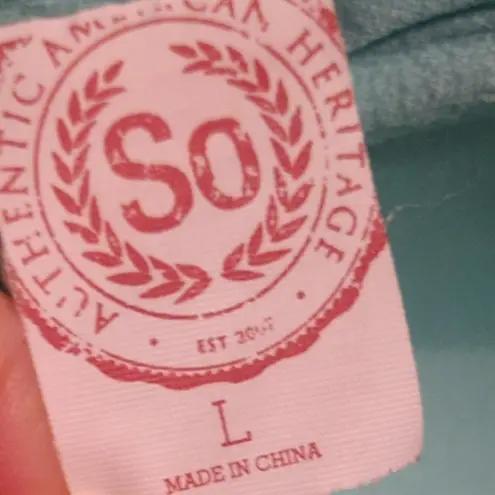 AUTHENTIC AMERICAN HERITAGE
SO
EST
L
MADE IN CHINA